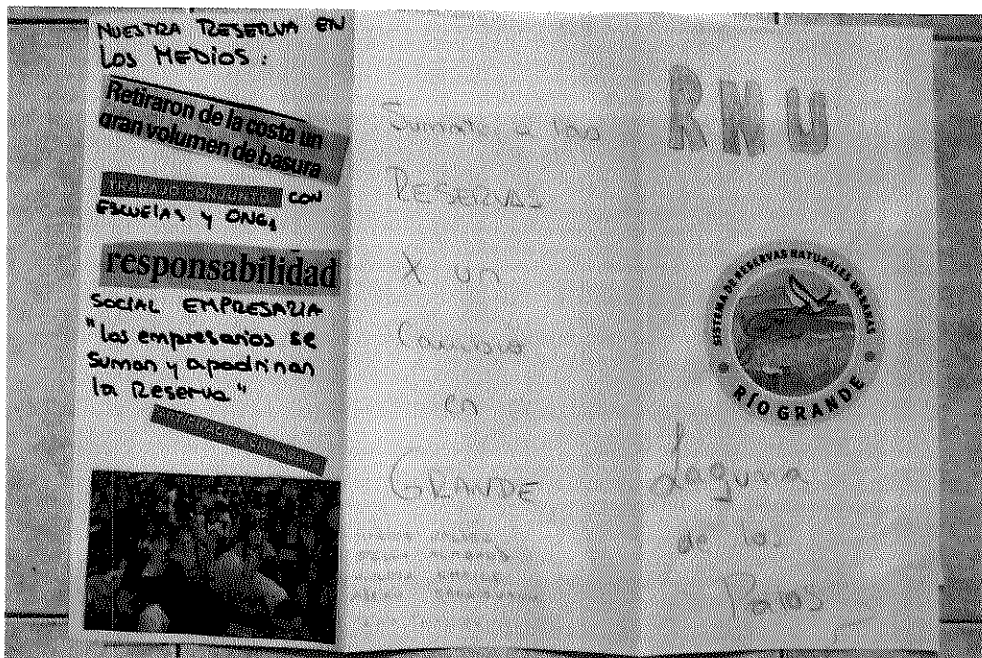 NUESTRA RESERVA EN
LOS MEDIOS:
Retiraron de la costa un
gran volumen de basura
TRABAJO CONJUNTO CON
ESCUELAS Y ONGs
responsabilidad
SOCIAL EMPRESARIA
"los empresarios se
suman y apadrinan
la Reserva"
Sumate a las
RESERVAS
X un
Cambio
en
GRANDE
RNU
SISTEMA DE RESERVAS NATURALES URBANAS
RÍO GRANDE
Laguna
de los